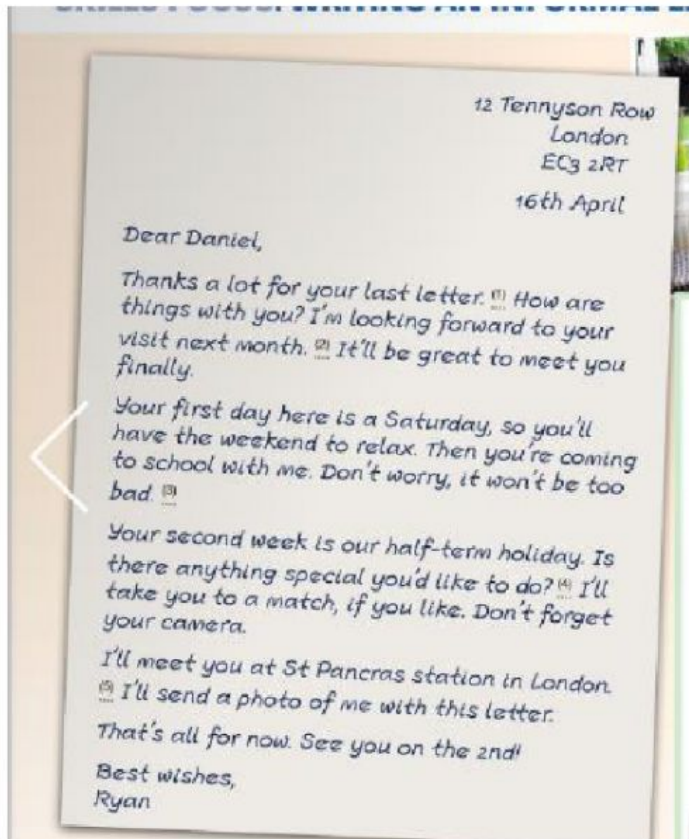 12 Tennyson Row
London
EC3 2RT
16th April
Dear Daniel,
Thanks a lot for your last letter. (1) How are
things with you? I'm looking forward to your
visit next month. (2) It'll be great to meet you
finally.
Your first day here is a Saturday, so you'll
have the weekend to relax. Then you're coming
to school with me. Don't worry, it won't be too
bad. (3)
Your second week is our half-term holiday. Is
there anything special you'd like to do? (4) I'll
take you to a match, if you like. Don't forget
your camera.
I'll meet you at St Pancras station in London.
(5) I'll send a photo of me with this letter.
That's all for now. See you on the 2nd!
Best wishes,
Ryan